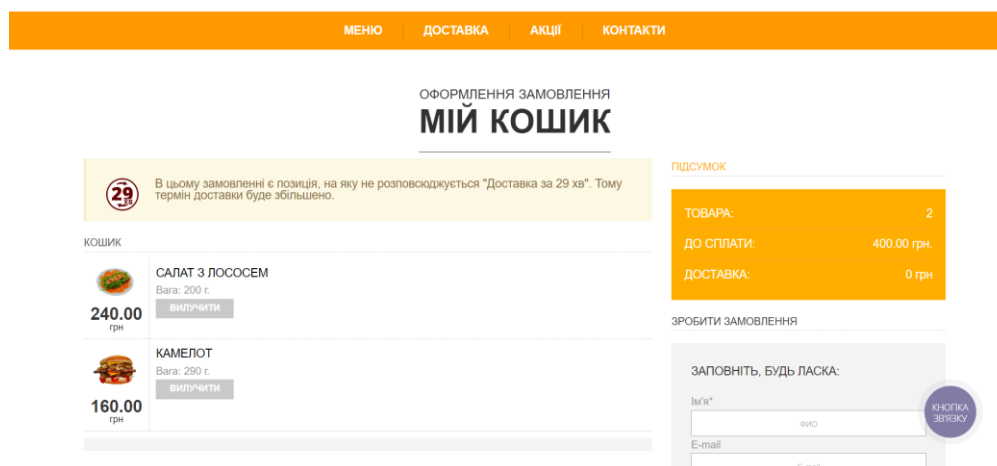 МЕНЮ
ДОСТАВКА
АКЦІЇ
КОНТАКТИ
ОФОРМЛЕННЯ ЗАМОВЛЕННЯ
МІЙ КОШИК
29
В цьому замовленні є позиція, на яку не розповсюджується "Доставка за 29 хв". Тому
термін доставки буде збільшено.
КОШИК
САЛАТ З ЛОСОСЕМ
Вага: 200 г.
ВИЛУЧИТИ
240.00
грн
КАМЕЛОТ
Вага: 290 г.
ВИЛУЧИТИ
160.00
грн
ПІДСУМОК
ТОВАРА: 2
ДО СПЛАТИ: 400.00 грн.
ДОСТАВКА: 0 грн
ЗРОБИТИ ЗАМОВЛЕННЯ
ЗАПОВНІТЬ, БУДЬ ЛАСКА:
Ім'я*
ФИО
E-mail
КНОПКА
ЗВ'ЯЗКУ